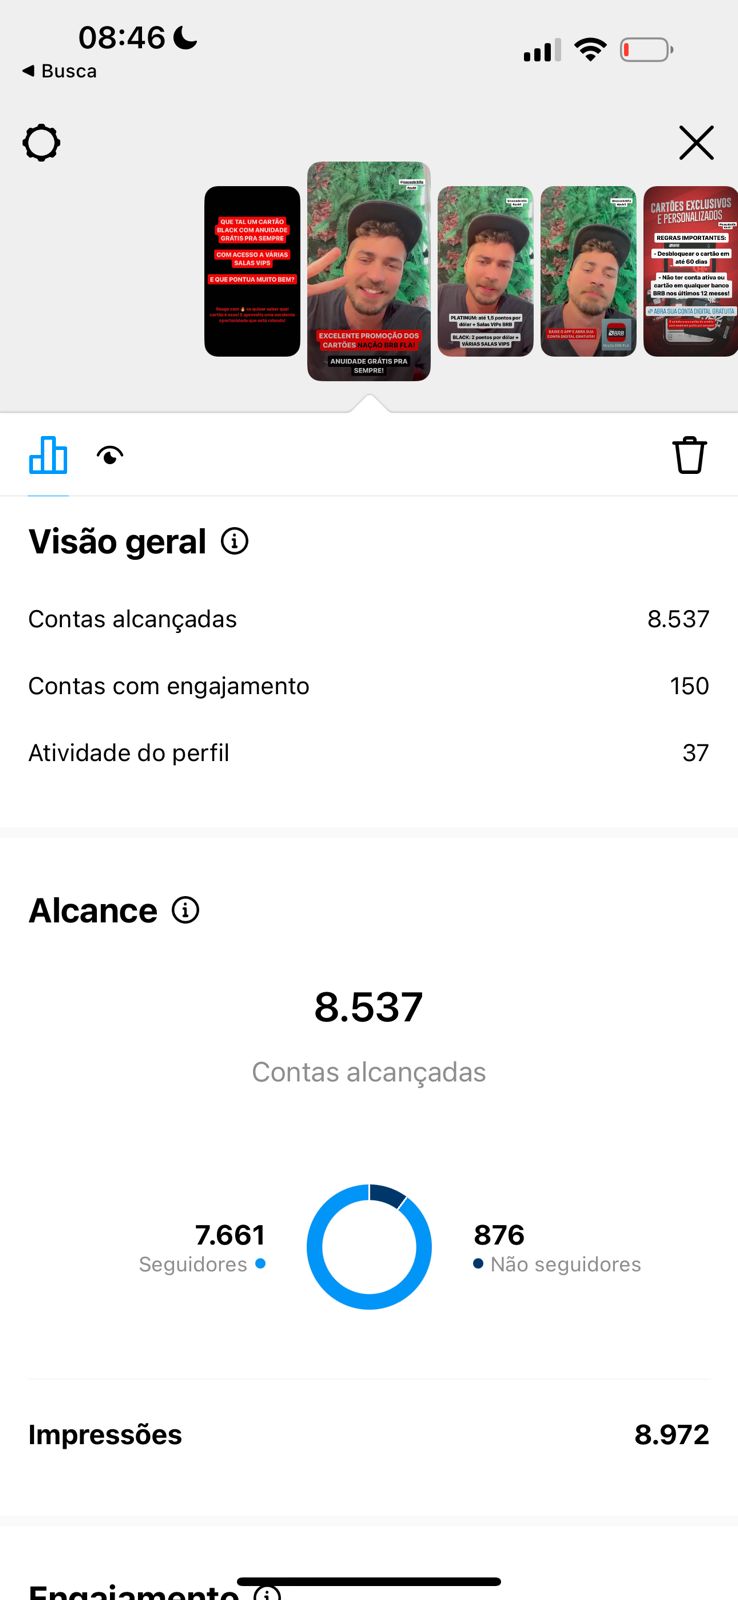 08:46
◀ Busca
QUE TAL UM CARTÃO
BLACK COM ANUIDADE
GRÁTIS PRA SEMPRE
COM ACESSO A VÁRIAS
SALAS VIPS
E QUE PONTUA MUITO BEM?
EXCELENTE PROMOÇÃO DOS
CARTÕES NAÇÃO BRB FLA!
ANUIDADE GRÁTIS PRA
SEMPRE!
PLATINUM: até 1,5 pontos por
dólar + Salas VIPs BRB
BLACK: 2 pontos por dólar +
VÁRIAS SALAS VIPs
BAIXE O APP E ABRA SUA
CONTA DIGITAL GRATUITA!
BRB
CARTÕES EXCLUSIVOS
E PERSONALIZADOS
REGRAS IMPORTANTES:
- Desbloquear o cartão em
até 60 dias
- Não ter conta ativa ou
cartão em qualquer banco
BRB nos últimos 12 meses!
ABRA SUA CONTA DIGITAL GRATUITA
Visão geral
Contas alcançadas 8.537
Contas com engajamento 150
Atividade do perfil 37
Alcance
8.537
Contas alcançadas
7.661
Seguidores
876
Não seguidores
Impressões 8.972
Engajamento